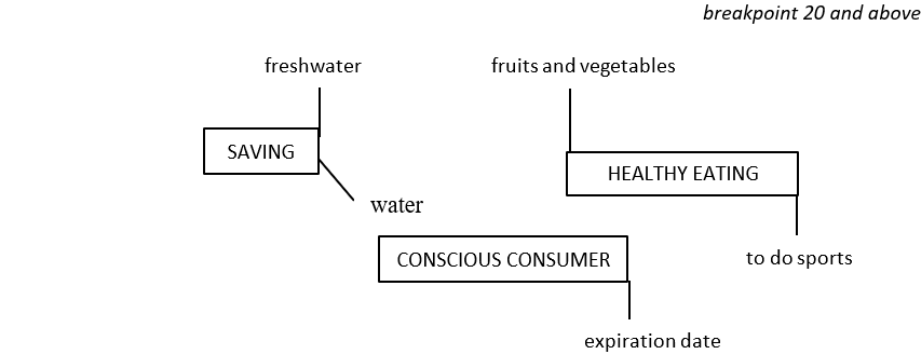 breakpoint 20 and above
freshwater
fruits and vegetables
SAVING
HEALTHY EATING
water
CONSCIOUS CONSUMER
to do sports
expiration date